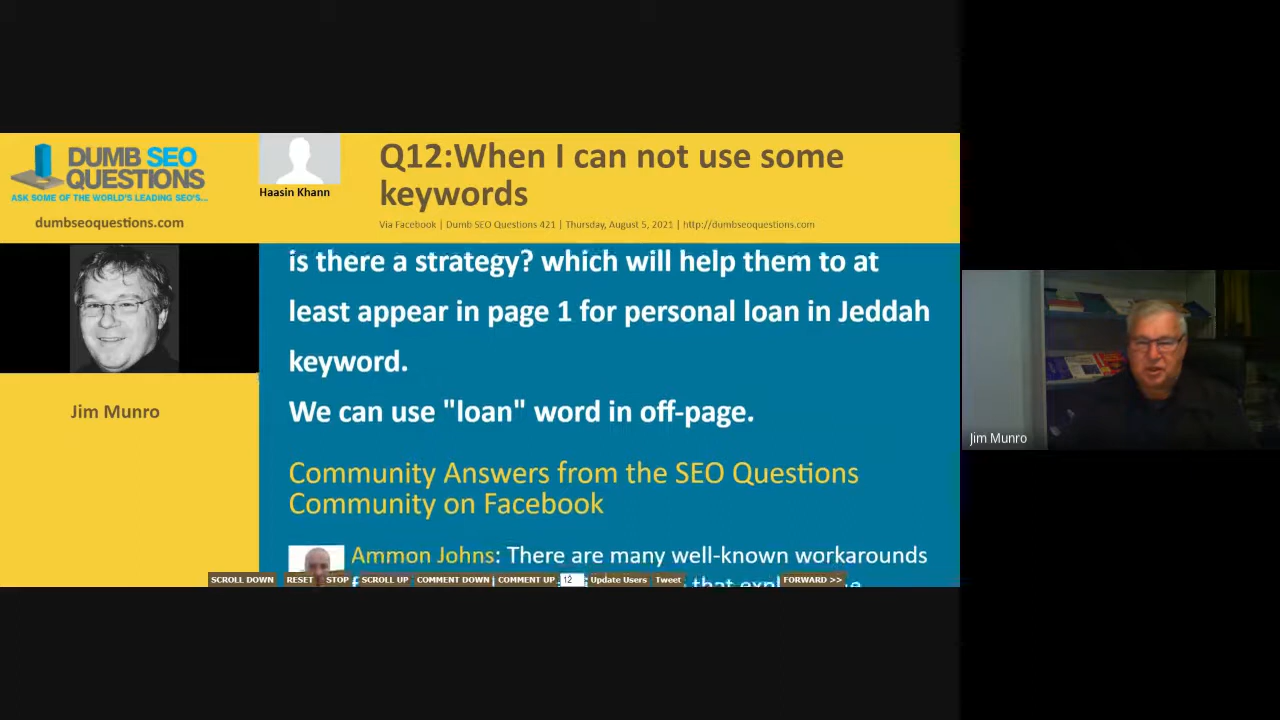 DUMB SEO
QUESTIONS
ASK SOME OF THE WORLD'S LEADING SEO'S...
dumbseoquestions.com
Haasin Khann
Q12:When I can not use some
keywords
Via Facebook | Dumb SEO Questions 421 | Thursday, August 5, 2021 | http://dumbseoquestions.com
Jim Munro
is there a strategy? which will help them to at
least appear in page 1 for personal loan in Jeddah
keyword.
We can use "loan" word in off-page.
Community Answers from the SEO Questions
Community on Facebook
Ammon Johns: There are many well-known workarounds
that
SCROLL DOWN RESET STOP SCROLL UP COMMENT DOWN COMMENT UP 12 Update Users Tweet FORWARD >>
Jim Munro